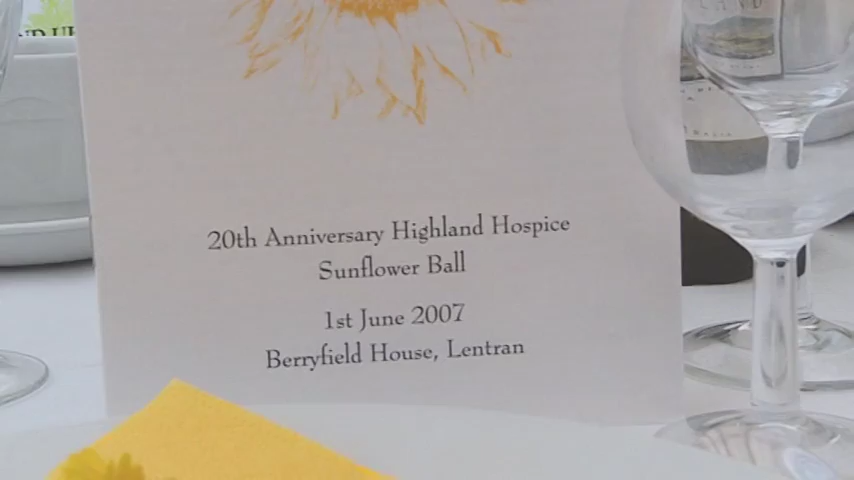 20th Anniversary Highland Hospice
Sunflower Ball
1st June 2007
Berryfield House, Lentran